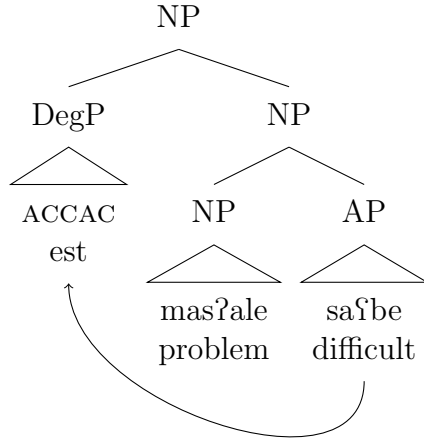 NP
DegP NP
NP AP
ACCAC
est
masʔale saʕbe
problem difficult